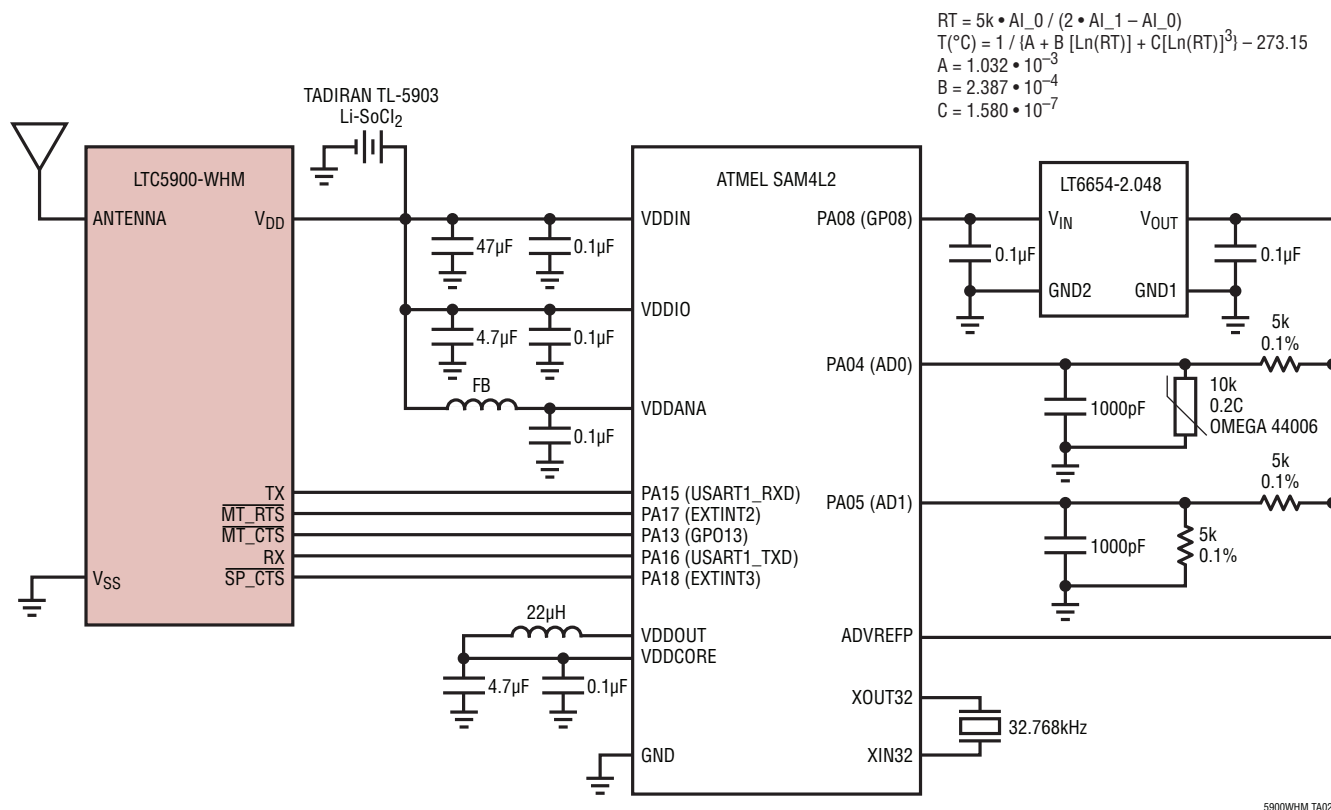 RT = 5k • AI_0 / (2 • AI_1 – AI_0)
T(°C) = 1 / {A + B [Ln(RT)] + C[Ln(RT)]³} – 273.15
A = 1.032 • 10⁻³
B = 2.387 • 10⁻⁴
C = 1.580 • 10⁻⁷
TADIRAN TL-5903
Li-SoCl₂
LTC5900-WHM
ANTENNA
VDD
TX
MT_RTS
MT_CTS
RX
SP_CTS
VSS
47µF
0.1µF
4.7µF
0.1µF
FB
0.1µF
22µH
4.7µF
0.1µF
ATMEL SAM4L2
VDDIN
VDDIO
VDDANA
PA15 (USART1_RXD)
PA17 (EXTINT2)
PA13 (GPO13)
PA16 (USART1_TXD)
PA18 (EXTINT3)
VDDOUT
VDDCORE
GND
PA08 (GP08)
PA04 (AD0)
PA05 (AD1)
ADVREFP
XOUT32
XIN32
0.1µF
LT6654-2.048
VIN
VOUT
GND2
GND1
0.1µF
5k
0.1%
1000pF
10k
0.2C
OMEGA 44006
5k
0.1%
1000pF
5k
0.1%
32.768kHz
5900WHM TA02